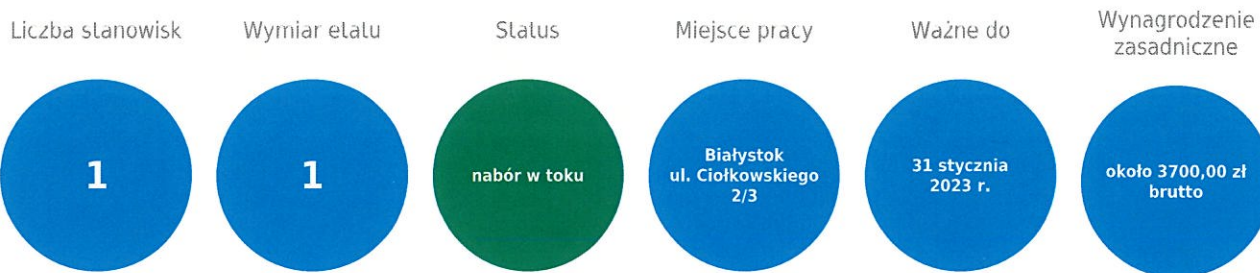 Liczba stanowisk
Wymiar etatu
Status
Miejsce pracy
Ważne do
Wynagrodzenie
zasadnicze
1
1
nabór w toku
Białystok
ul. Ciołkowskiego
2/3
31 stycznia
2023 r.
około 3700,00 zł
brutto